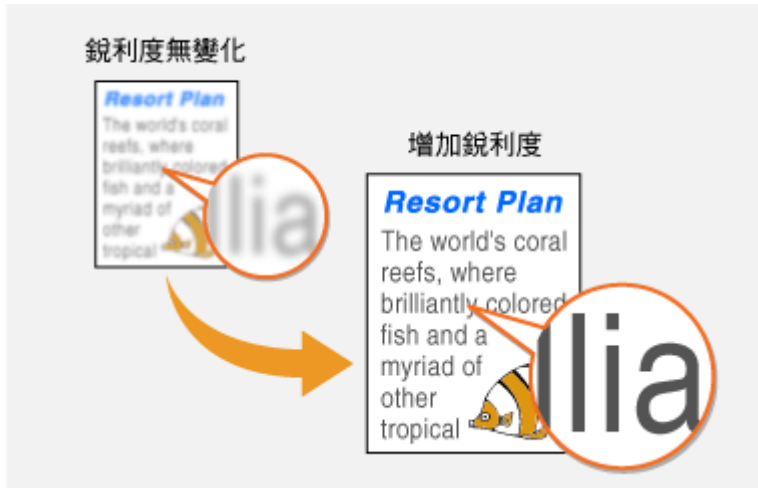 銳利度無變化
Resort Plan
The world's coral
reefs, where
brilliantly colored
fish and a
myriad of
other
tropical
llia
增加銳利度
Resort Plan
The world's coral
reefs, where
brilliantly colored
fish and a
myriad of
other
tropical
llia